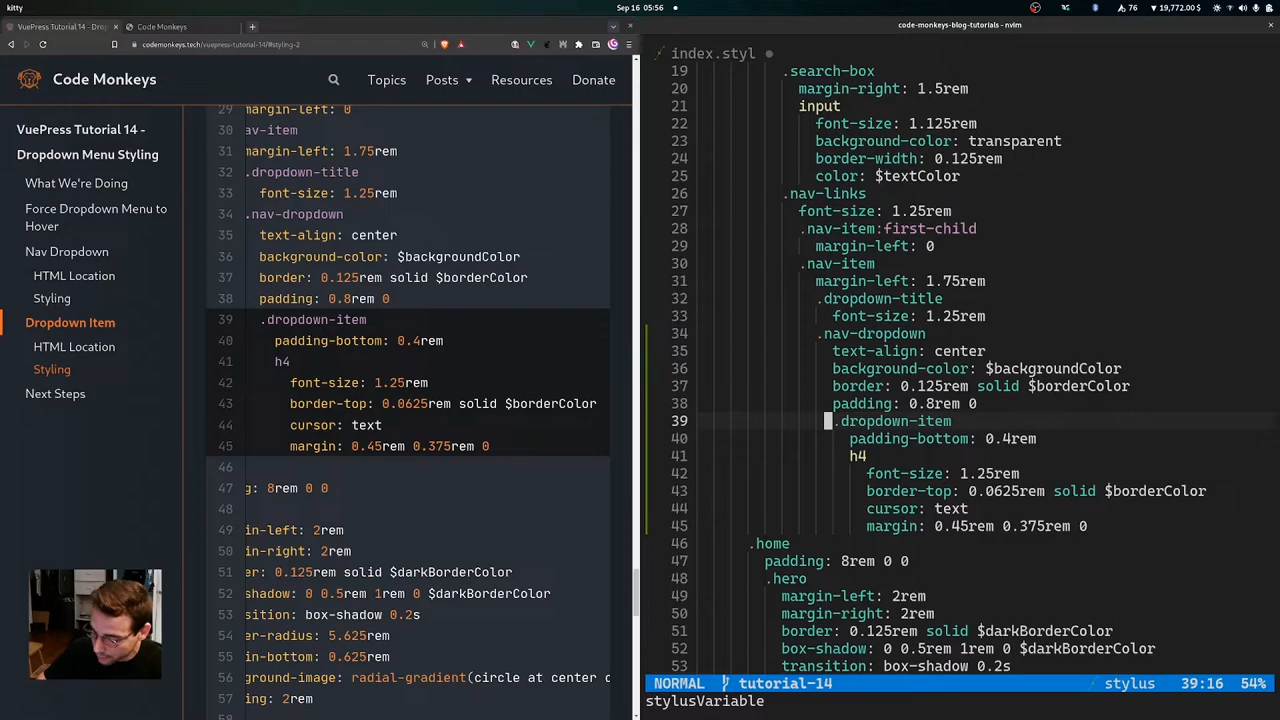 kitty
Sep 16 05:56
76
19,772.00
VuePress Tutorial 14 - Drop
Code Monkeys
code-monkeys-blog-tutorials - nvim
codemonkeys.tech/vuepress-tutorial-14/#styling-2
Code Monkeys
Topics
Posts
Resources
Donate
VuePress Tutorial 14 -
Dropdown Menu Styling
What We're Doing
Force Dropdown Menu to
Hover
Nav Dropdown
HTML Location
Styling
Dropdown Item
HTML Location
Styling
Next Steps
29 margin-left: 0
30 av-item
31 margin-left: 1.75rem
32 .dropdown-title
33 font-size: 1.25rem
34 .nav-dropdown
35 text-align: center
36 background-color: $backgroundColor
37 border: 0.125rem solid $borderColor
38 padding: 0.8rem 0
39 .dropdown-item
40 padding-bottom: 0.4rem
41 h4
42 font-size: 1.25rem
43 border-top: 0.0625rem solid $borderColor
44 cursor: text
45 margin: 0.45rem 0.375rem 0
46
47 g: 8rem 0 0
48
49 in-left: 2rem
50 in-right: 2rem
51 er: 0.125rem solid $darkBorderColor
52 shadow: 0 0.5rem 1rem 0 $darkBorderColor
53 sition: box-shadow 0.2s
54 er-radius: 5.625rem
55 in-bottom: 0.625rem
56 ground-image: radial-gradient(circle at center
57 ing: 2rem
58
index.styl
19 .search-box
20 margin-right: 1.5rem
21 input
22 font-size: 1.125rem
23 background-color: transparent
24 border-width: 0.125rem
25 color: $textColor
26 .nav-links
27 font-size: 1.25rem
28 .nav-item:first-child
29 margin-left: 0
30 .nav-item
31 margin-left: 1.75rem
32 .dropdown-title
33 font-size: 1.25rem
34 .nav-dropdown
35 text-align: center
36 background-color: $backgroundColor
37 border: 0.125rem solid $borderColor
38 padding: 0.8rem 0
39 .dropdown-item
40 padding-bottom: 0.4rem
41 h4
42 font-size: 1.25rem
43 border-top: 0.0625rem solid $borderColor
44 cursor: text
45 margin: 0.45rem 0.375rem 0
46 .home
47 padding: 8rem 0 0
48 .hero
49 margin-left: 2rem
50 margin-right: 2rem
51 border: 0.125rem solid $darkBorderColor
52 box-shadow: 0 0.5rem 1rem 0 $darkBorderColor
53 transition: box-shadow 0.2s
NORMAL tutorial-14 stylus 39:16 54%
stylusVariable